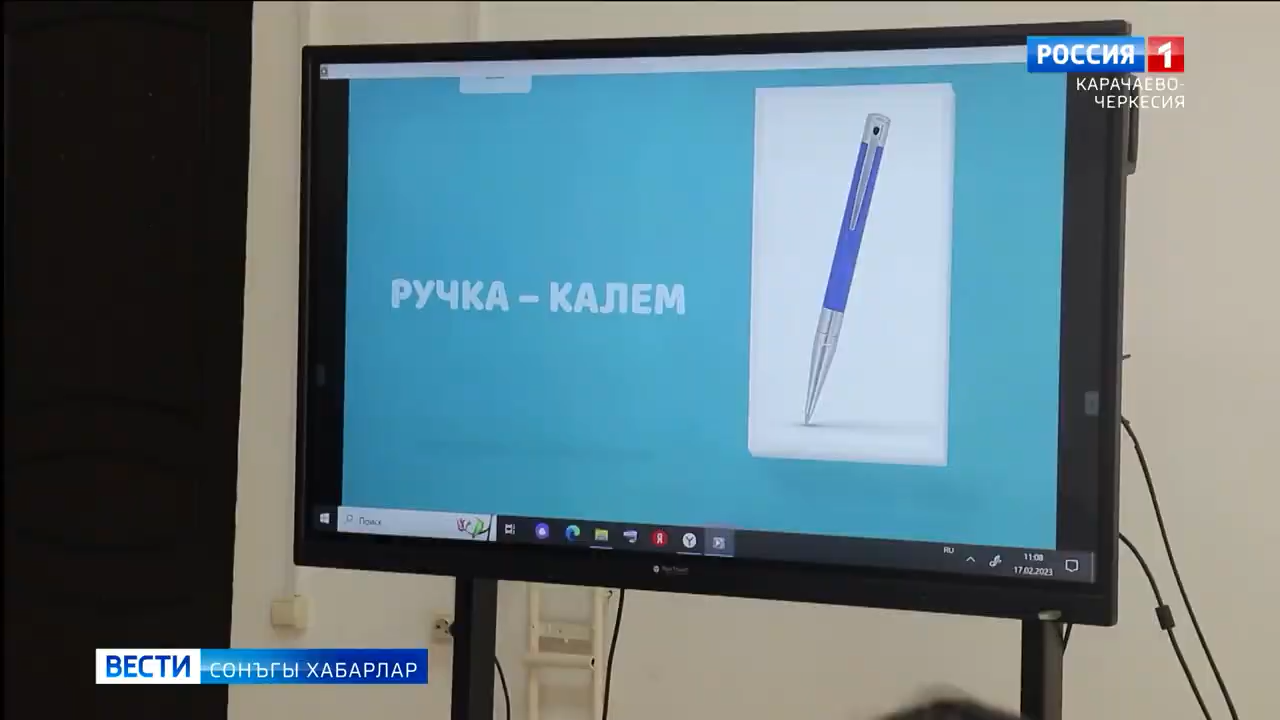 РОССИЯ 1
КАРАЧАЕВО-
ЧЕРКЕСИЯ
РУЧКА – КАЛЕМ
Поиск
RU
11:08
17.02.2023
ВЕСТИ СОНЪГЫ ХАБАРЛАР